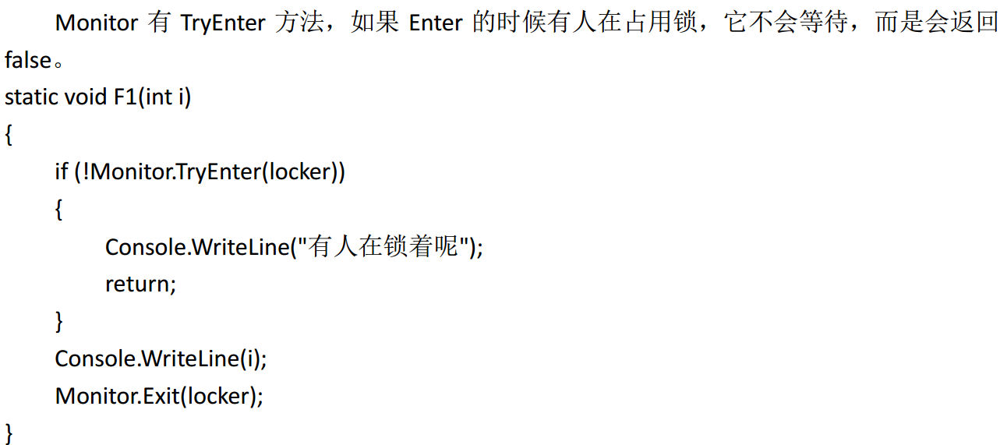 Monitor 有 TryEnter 方法，如果 Enter 的时候有人在占用锁，它不会等待，而是会返回
false。
static void F1(int i)
{
if (!Monitor.TryEnter(locker))
{
Console.WriteLine("有人在锁着呢");
return;
}
Console.WriteLine(i);
Monitor.Exit(locker);
}